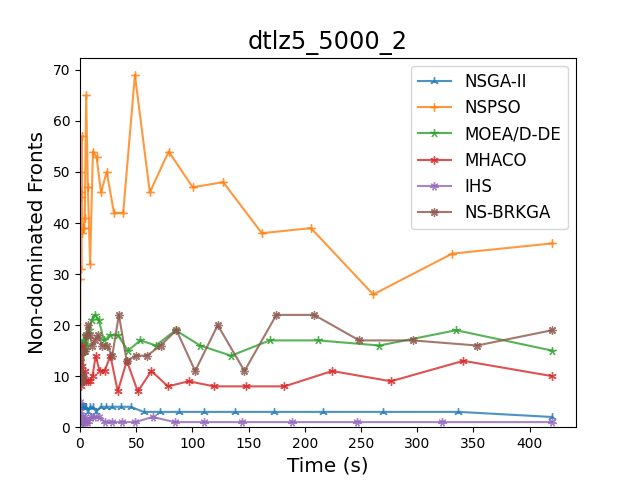 dtlz5_5000_2
Non-dominated Fronts
70
60
50
40
30
20
10
0
NSGA-II
NSPSO
MOEA/D-DE
MHACO
IHS
NS-BRKGA
0 50 100 150 200 250 300 350 400
Time (s)